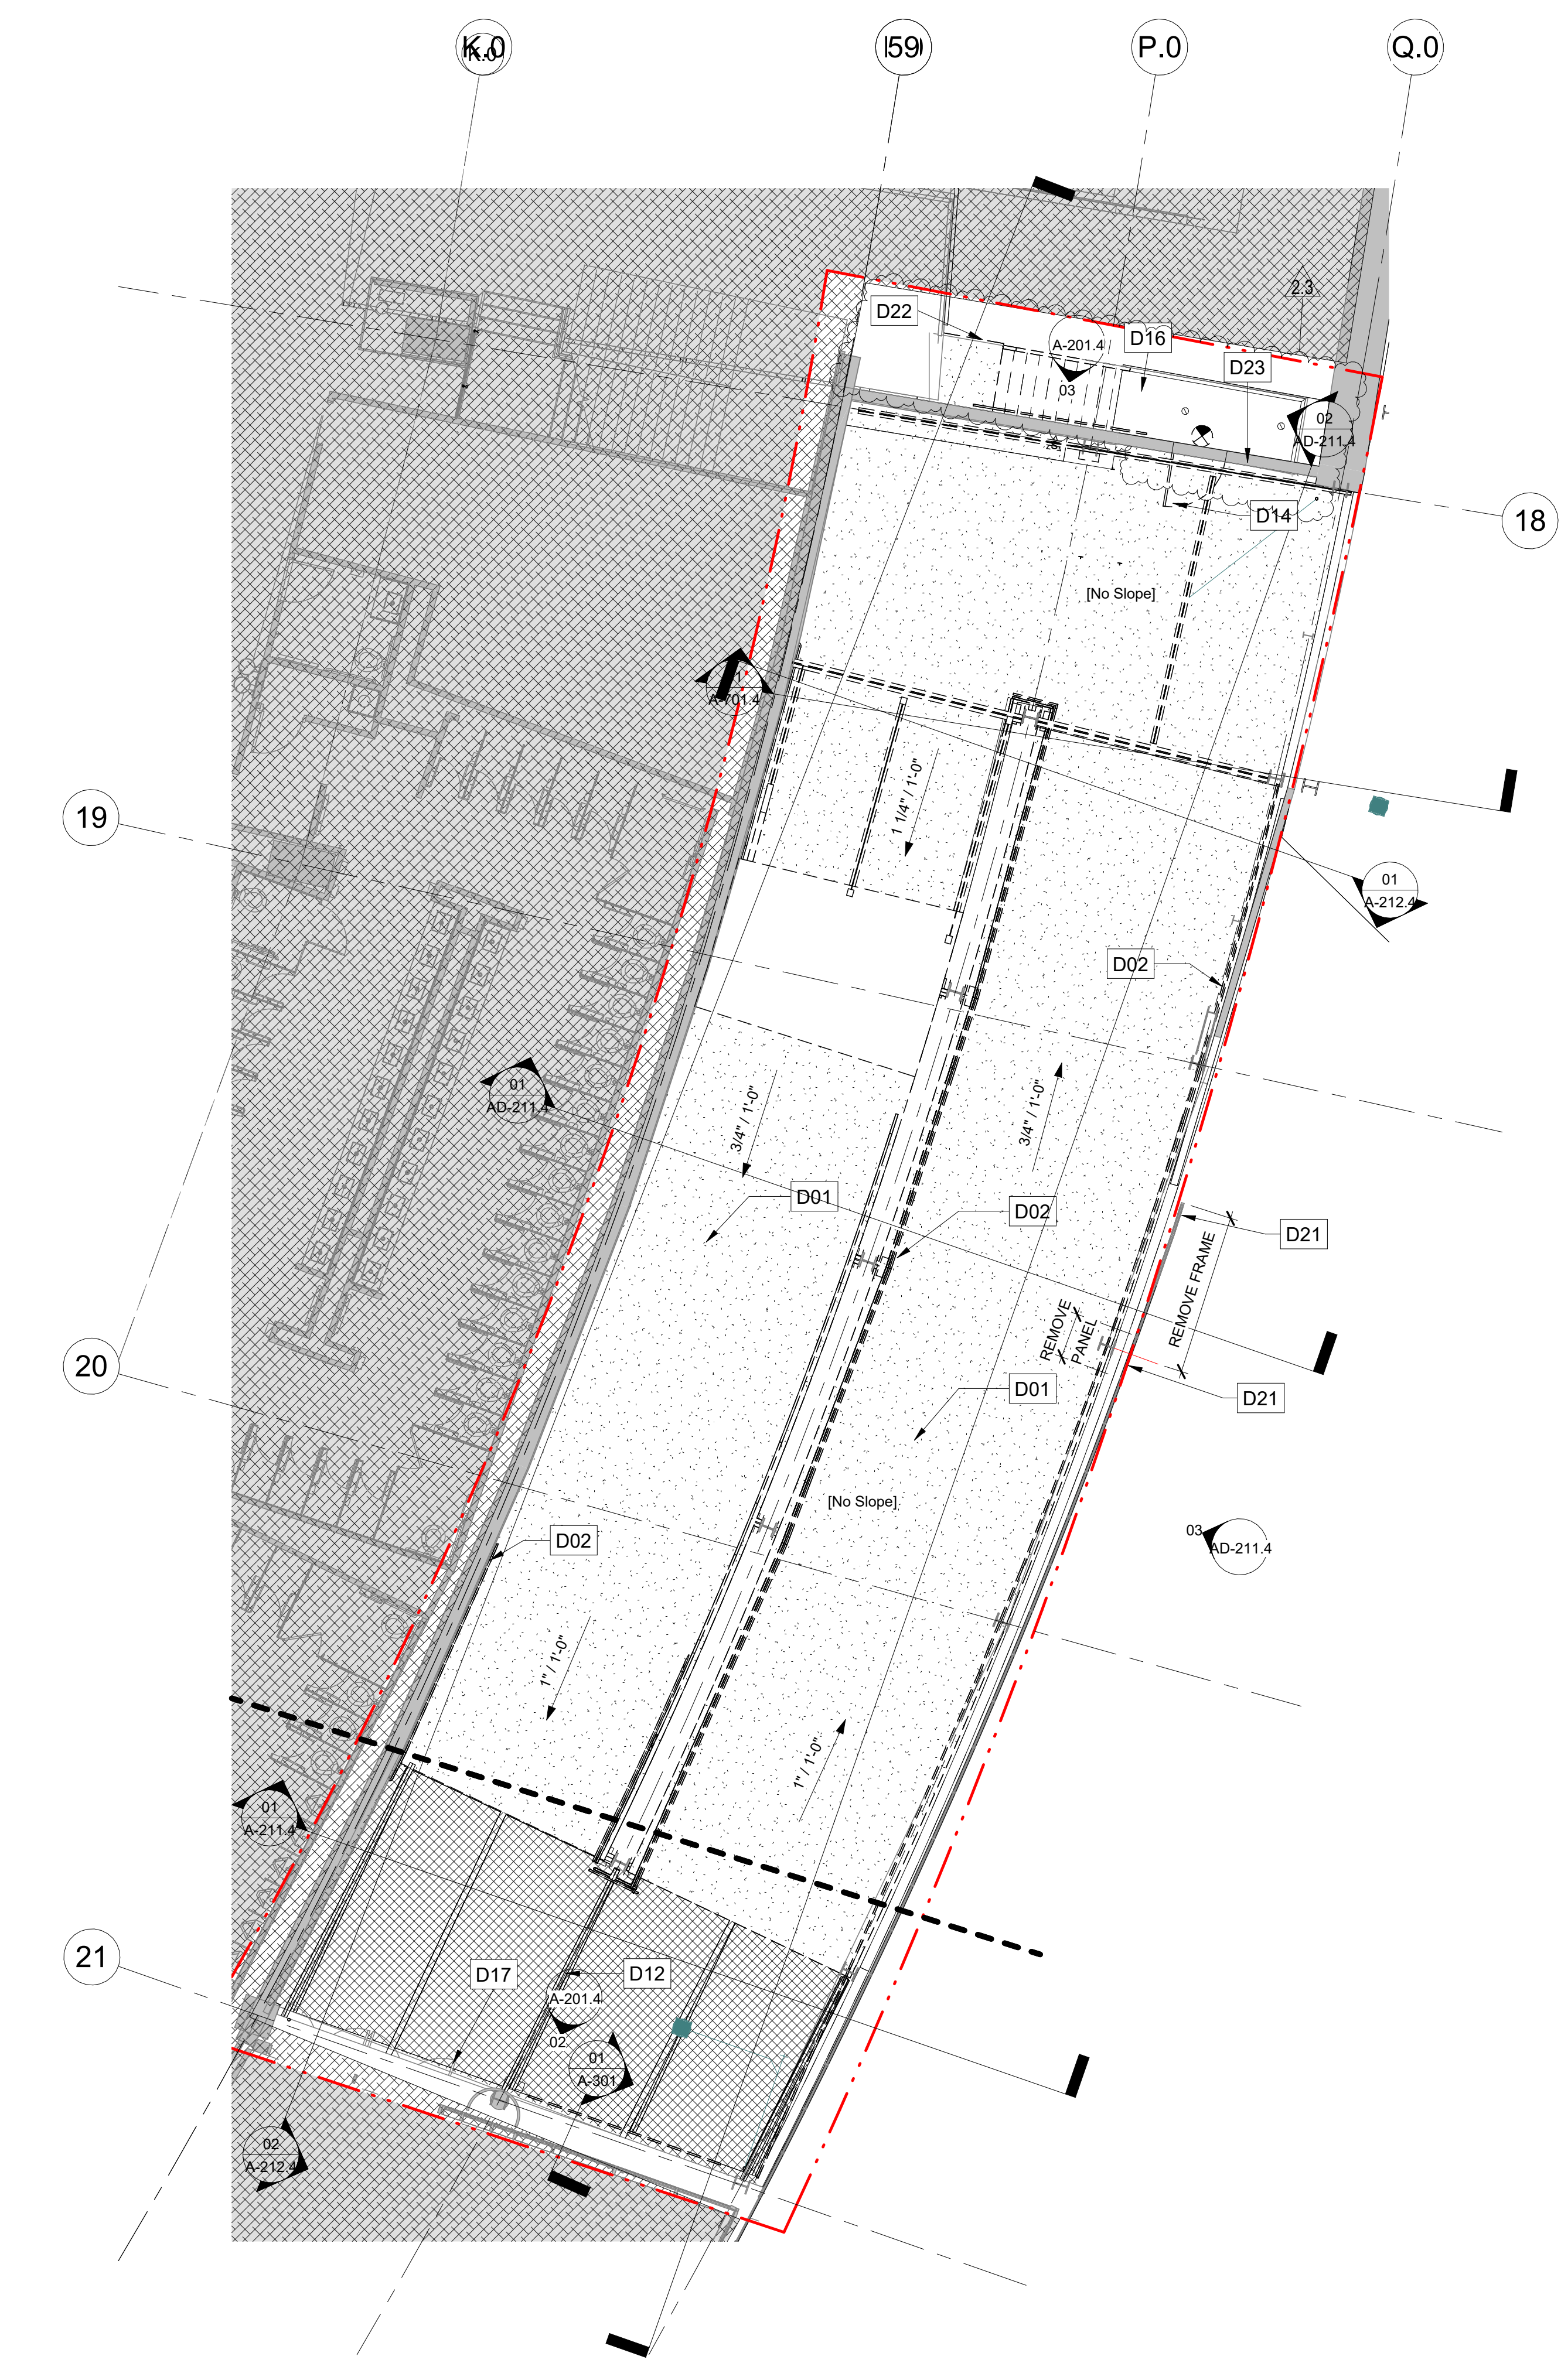 K.0
K.0
P.0
Q.0
2.3
D22
A-201.4
03
D16
D23
02
AD-211.4
D14
18
[No Slope]
A-701.4
1 1/4" / 1'-0"
19
01
A-212.4
D02
01
AD-211.4
3/4" / 1'-0"
3/4" / 1'-0"
D01
D02
D21
REMOVE FRAME
REMOVE
PANEL
20
D01
D21
[No Slope]
03
AD-211.4
D02
1" / 1'-0"
1" / 1'-0"
01
A-211.4
21
D17
D12
A-201.4
02
01
A-301
02
A-212.4